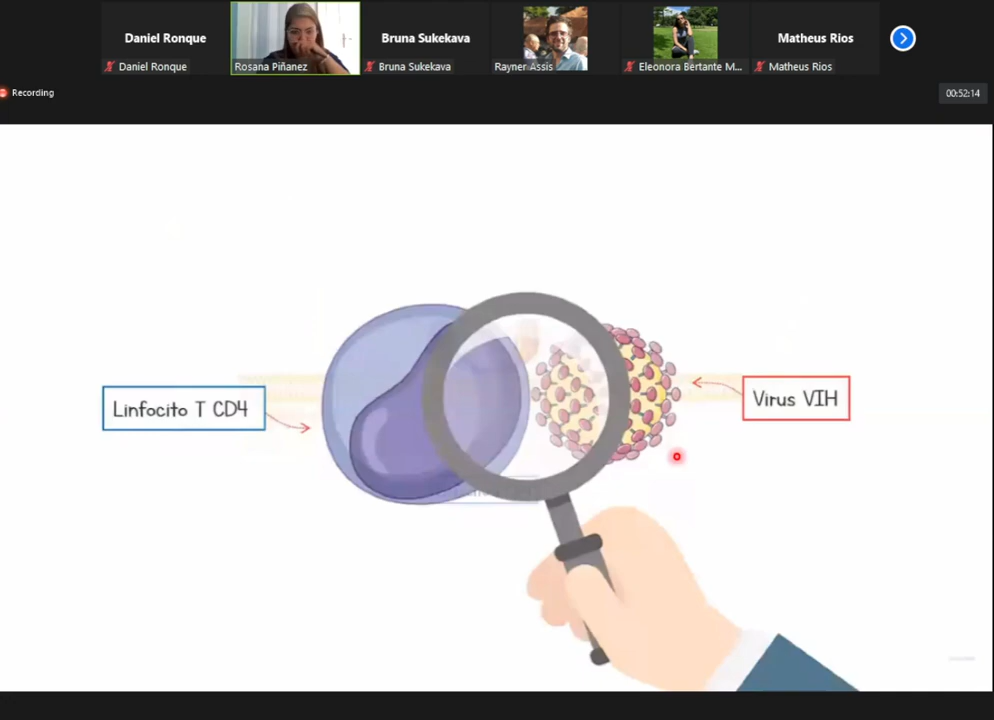 Daniel Ronque
Bruna Sukekava
Matheus Rios
Daniel Ronque
Rosana Piñanez
Bruna Sukekava
Rayner Assis
Eleonora Bertante M...
Matheus Rios
Recording
00:52:14
Linfocito T CD4
Virus VIH